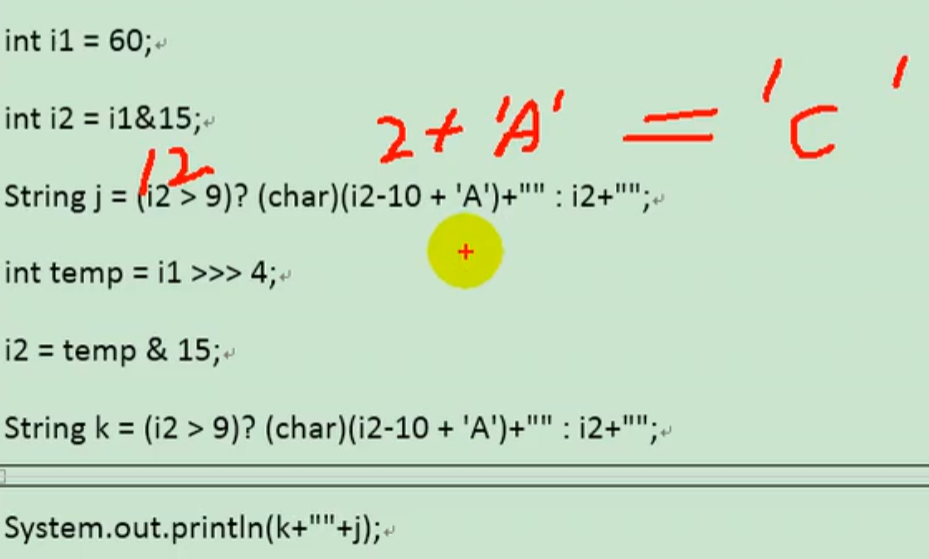 int i1 = 60;
int i2 = i1&15;
2+'A' = 'C'
12
String j = (i2 > 9)? (char)(i2-10 + 'A')+"" : i2+"";
int temp = i1 >>> 4;
i2 = temp & 15;
String k = (i2 > 9)? (char)(i2-10 + 'A')+"" : i2+"";
System.out.println(k+""+j);